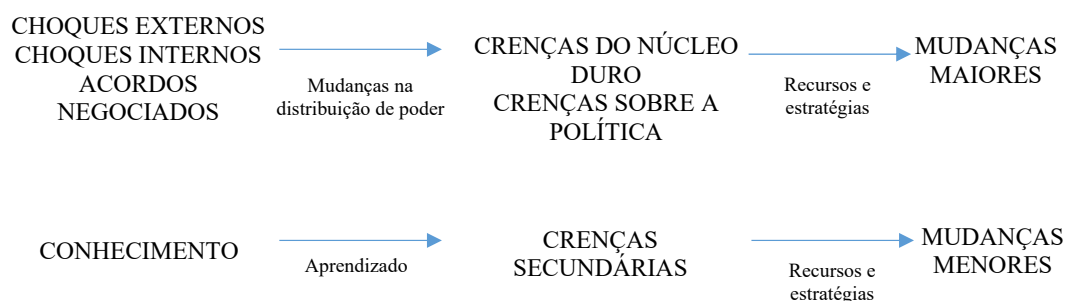 CHOQUES EXTERNOS
CHOQUES INTERNOS
ACORDOS
NEGOCIADOS
Mudanças na
distribuição de poder
CRENÇAS DO NÚCLEO
DURO
CRENÇAS SOBRE A
POLÍTICA
Recursos e
estratégias
MUDANÇAS
MAIORES
CONHECIMENTO
Aprendizado
CRENÇAS
SECUNDÁRIAS
Recursos e
estratégias
MUDANÇAS
MENORES